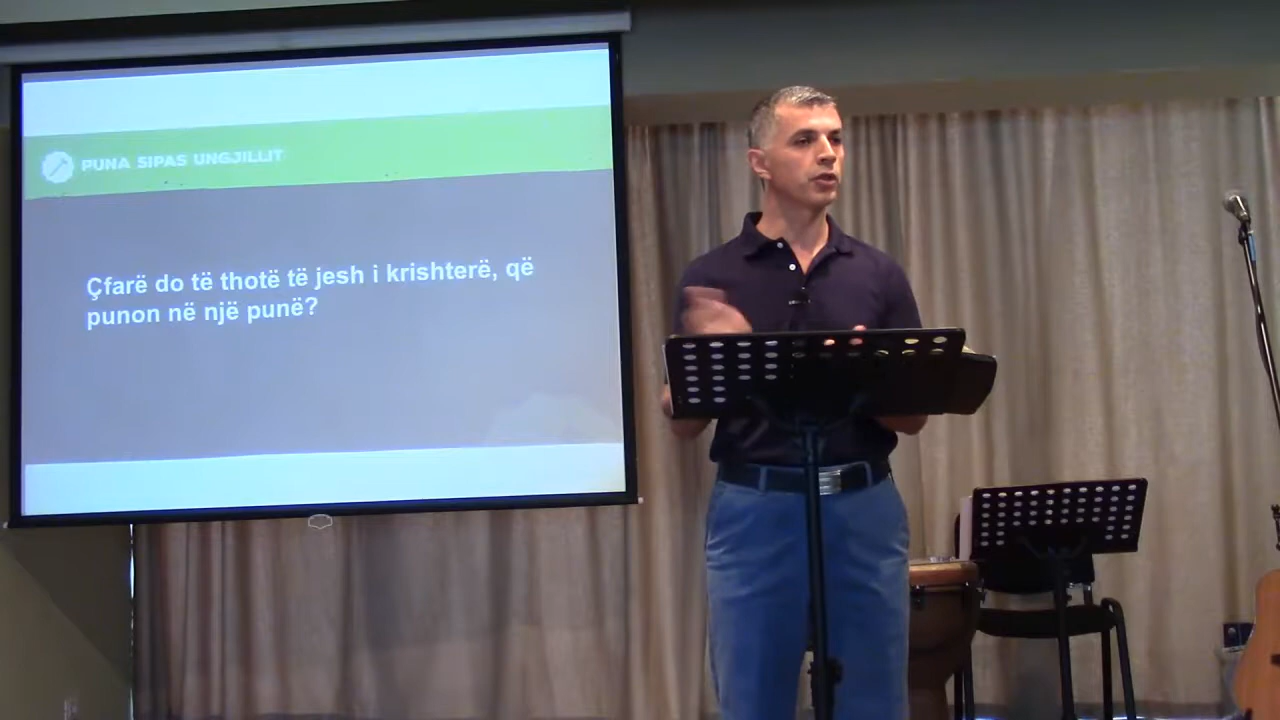 PUNA SIPAS UNGJILLIT
Çfarë do të thotë të jesh i krishterë, që
punon në një punë?